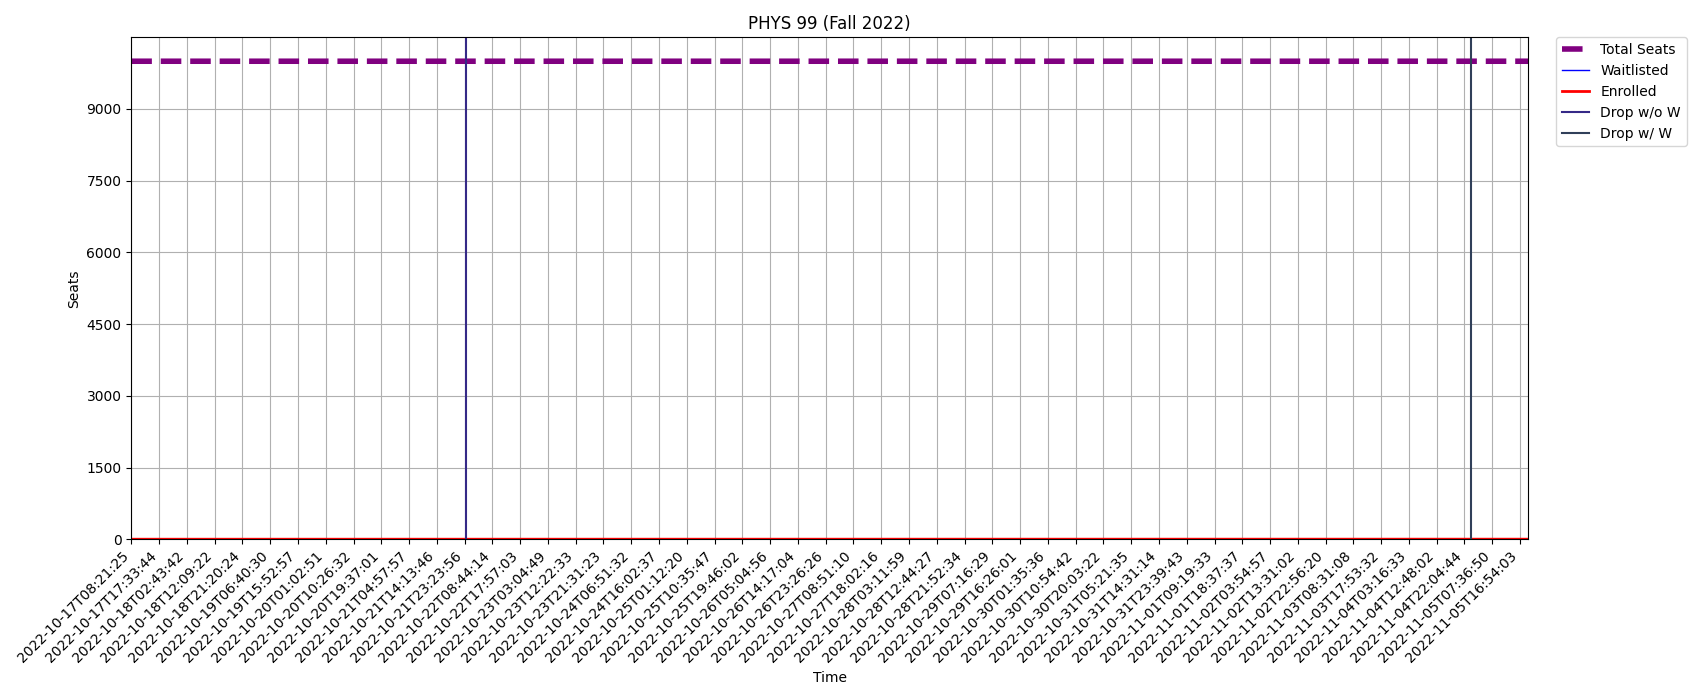 PHYS 99 (Fall 2022)
Total Seats
Waitlisted
Enrolled
Drop w/o W
Drop w/ W
Seats
9000
7500
6000
4500
3000
1500
0
2022-10-17T08:21:25
2022-10-17T17:33:44
2022-10-18T02:43:42
2022-10-18T12:09:22
2022-10-18T21:20:24
2022-10-19T06:40:30
2022-10-19T15:52:57
2022-10-20T01:02:51
2022-10-20T10:26:32
2022-10-20T19:37:01
2022-10-21T04:57:57
2022-10-21T14:13:46
2022-10-21T23:23:56
2022-10-22T08:44:14
2022-10-22T17:57:03
2022-10-23T03:04:49
2022-10-23T12:22:33
2022-10-23T21:31:23
2022-10-24T06:51:32
2022-10-24T16:02:37
2022-10-25T01:12:20
2022-10-25T10:35:47
2022-10-25T19:46:02
2022-10-26T05:04:56
2022-10-26T14:17:04
2022-10-26T23:26:26
2022-10-27T08:51:10
2022-10-27T18:02:16
2022-10-28T03:11:59
2022-10-28T12:44:27
2022-10-28T21:52:34
2022-10-29T07:16:29
2022-10-29T16:26:01
2022-10-30T01:35:36
2022-10-30T10:54:42
2022-10-30T20:03:22
2022-10-31T05:21:35
2022-10-31T14:31:14
2022-10-31T23:39:43
2022-11-01T09:19:33
2022-11-01T18:37:37
2022-11-02T03:54:57
2022-11-02T13:31:02
2022-11-02T22:56:20
2022-11-03T08:31:08
2022-11-03T17:53:32
2022-11-04T03:16:33
2022-11-04T12:48:02
2022-11-04T22:04:44
2022-11-05T07:36:50
2022-11-05T16:54:03
Time